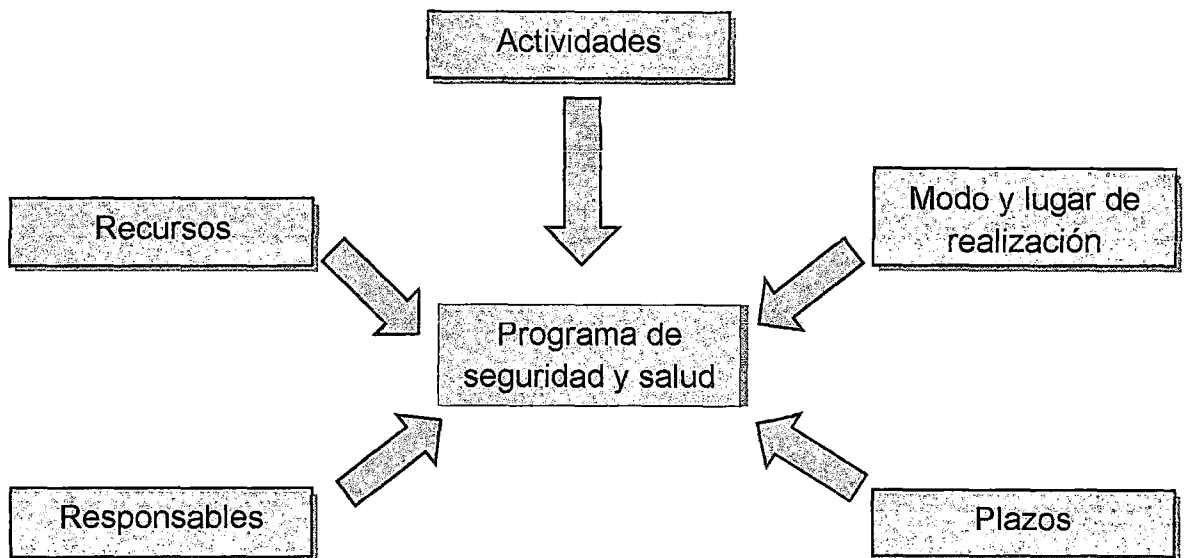 Actividades
Recursos
Modo y lugar de
realización
Programa de
seguridad y salud
Responsables
Plazos